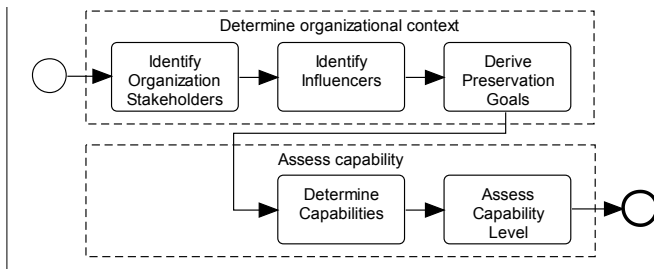 Determine organizational context
Identify
Organization
Stakeholders
Identify
Influencers
Derive
Preservation
Goals
Assess capability
Determine
Capabilities
Assess
Capability
Level